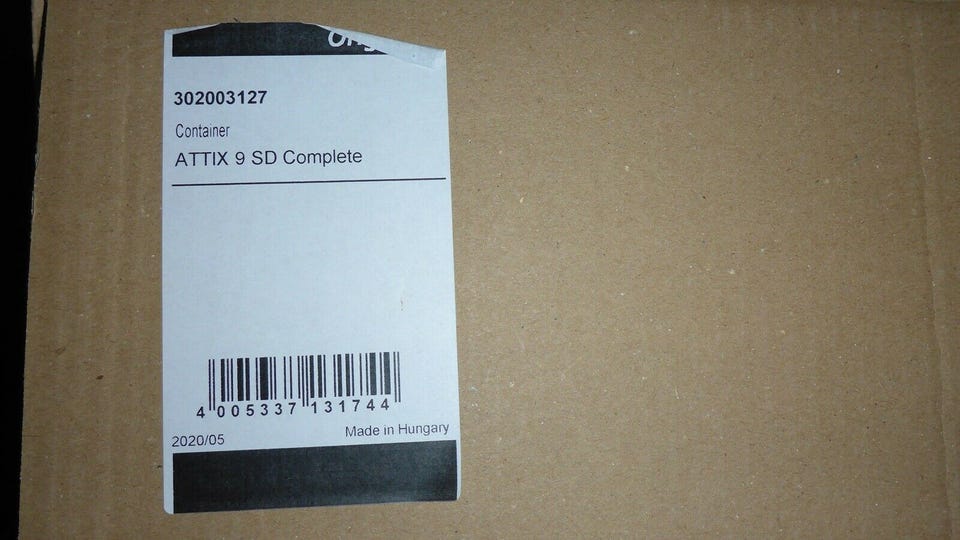 302003127
Container
ATTIX 9 SD Complete
4 005337 131744
2020/05
Made in Hungary